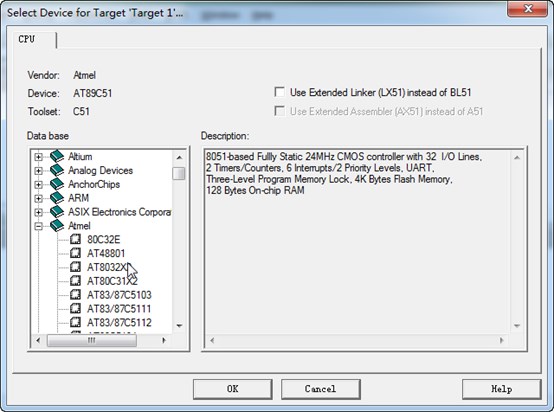 Select Device for Target 'Target 1'...
CPU
Vendor: Atmel
Device: AT89C51
Toolset: C51
Use Extended Linker (LX51) instead of BL51
Use Extended Assembler (AX51) instead of A51
Data base
Altium
Analog Devices
AnchorChips
ARM
ASIX Electronics Corpora
Atmel
80C32E
AT48801
AT8032X2
AT80C31X2
AT83/87C5103
AT83/87C5111
AT83/87C5112
Description:
8051-based Fullly Static 24MHz CMOS controller with 32 I/O Lines,
2 Timers/Counters, 6 Interrupts/2 Priority Levels, UART,
Three-Level Program Memory Lock, 4K Bytes Flash Memory,
128 Bytes On-chip RAM
OK
Cancel
Help